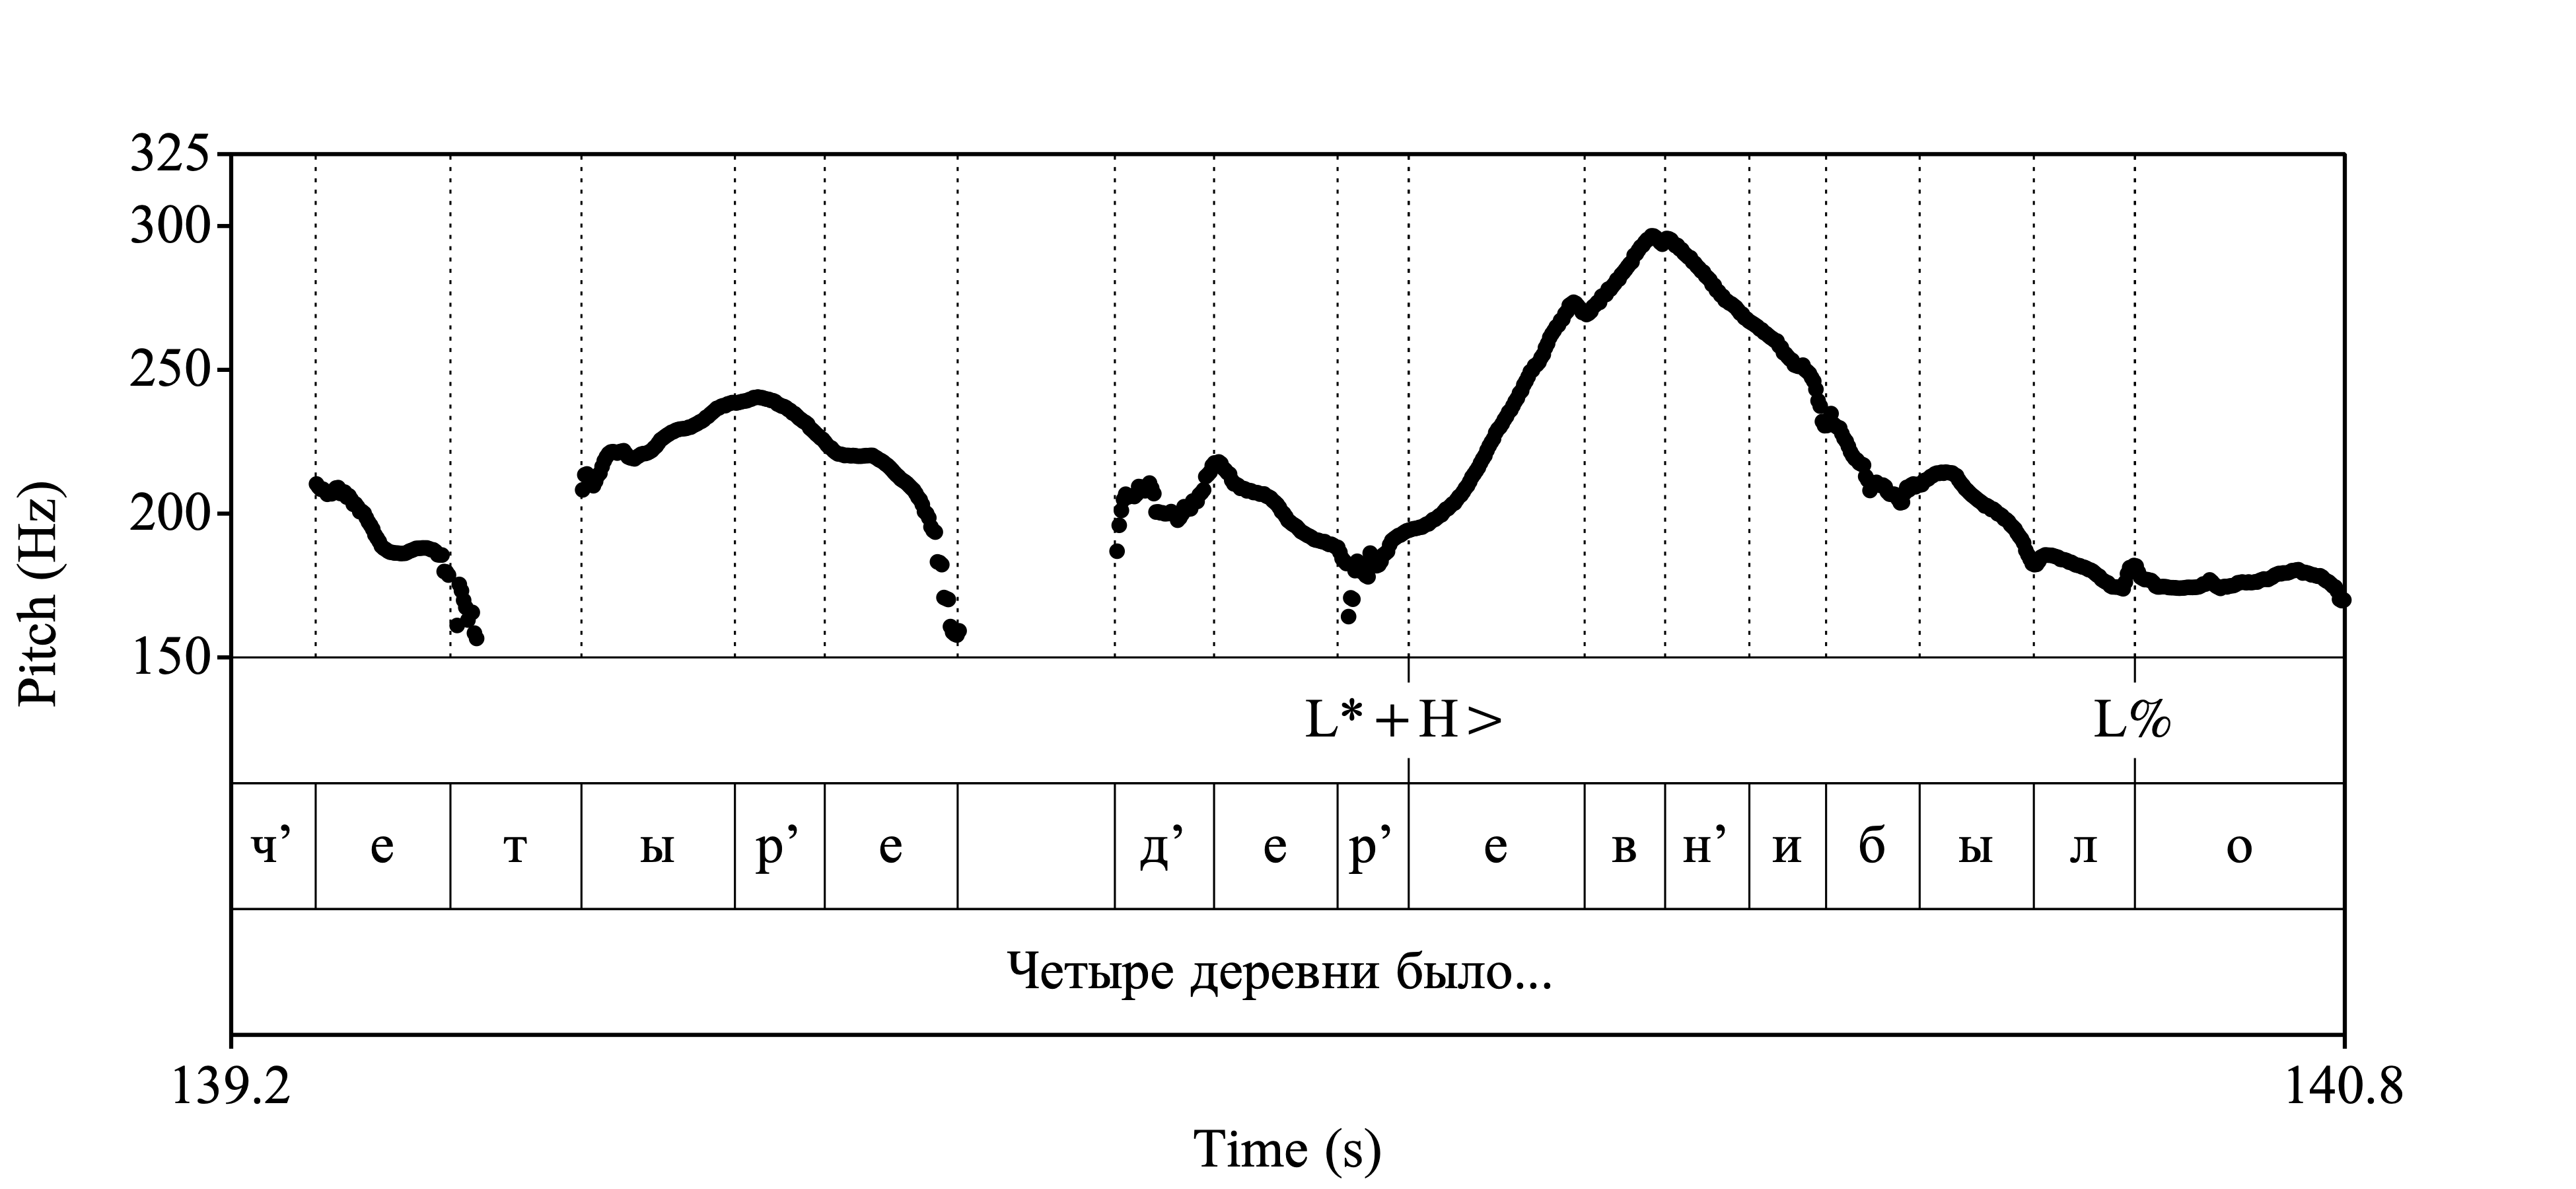 325
300
250
200
150
Pitch (Hz)
L*+H> L%
ч’ е т ы р’ е д’ е р’ е в н’ и б ы л о
Четыре деревни было...
139.2 140.8
Time (s)